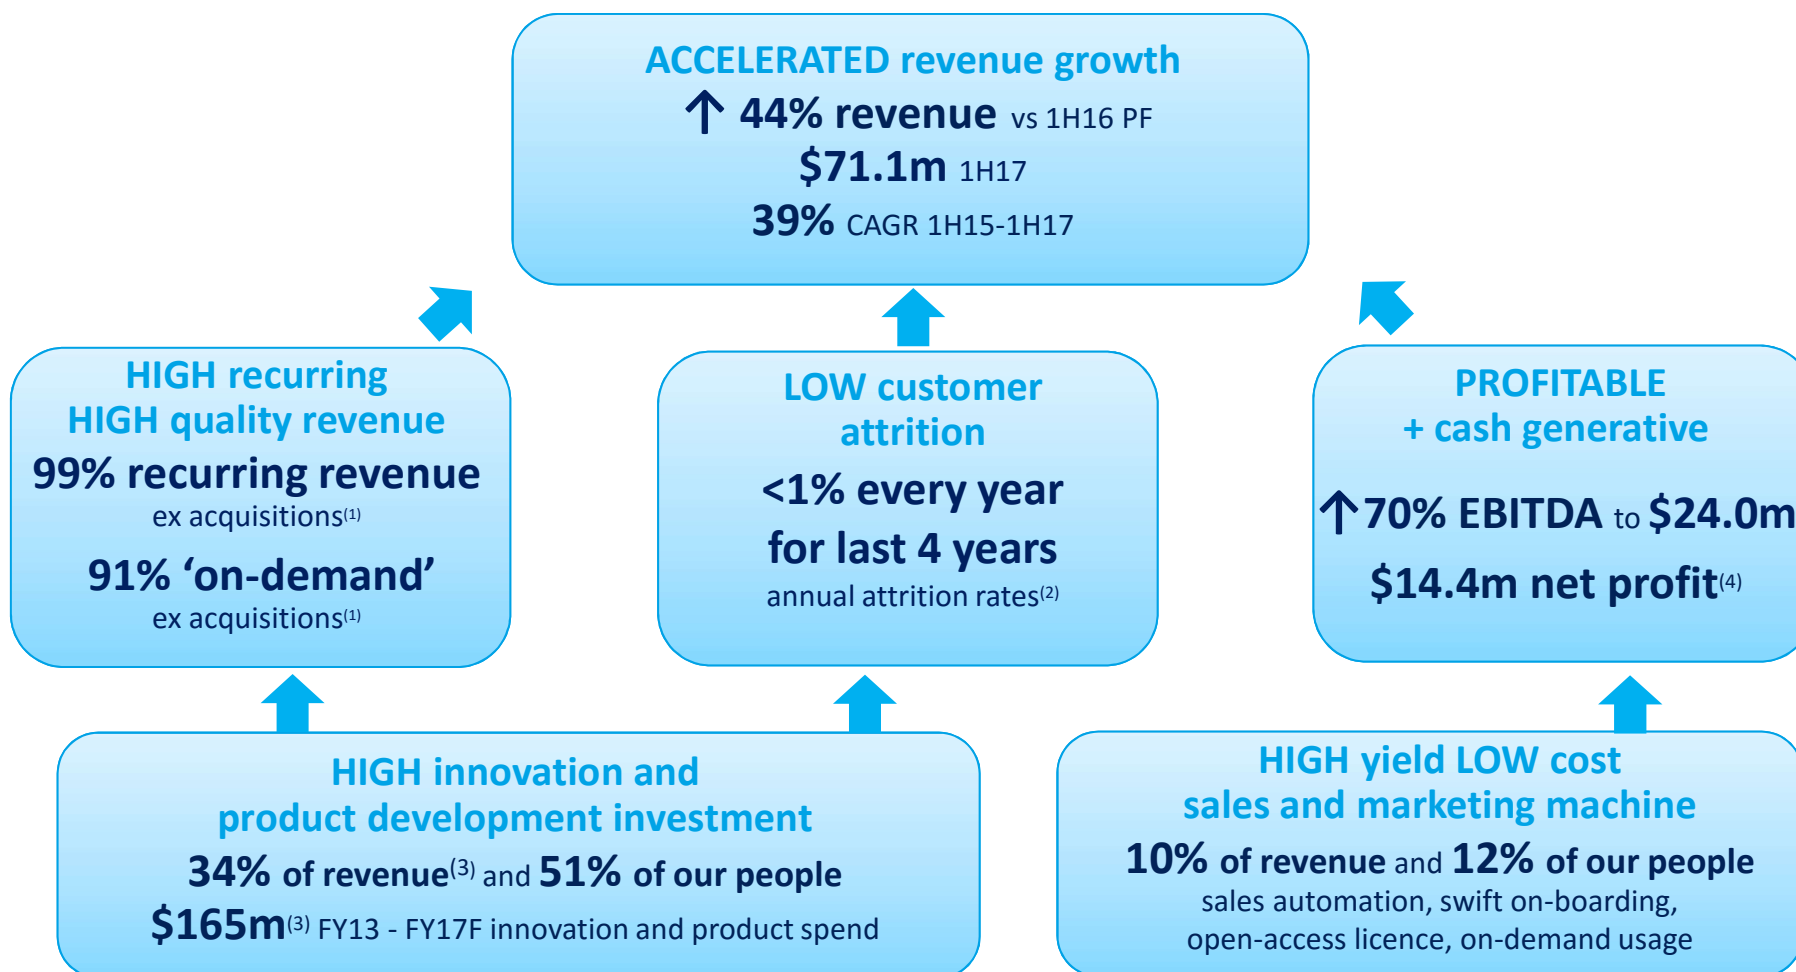 ACCELERATED revenue growth
↑ 44% revenue vs 1H16 PF
$71.1m 1H17
39% CAGR 1H15-1H17
HIGH recurring
HIGH quality revenue
99% recurring revenue
ex acquisitions(1)
91% ‘on-demand’
ex acquisitions(1)
LOW customer
attrition
<1% every year
for last 4 years
annual attrition rates(2)
PROFITABLE
+ cash generative
↑70% EBITDA to $24.0m
$14.4m net profit(4)
HIGH innovation and
product development investment
34% of revenue(3) and 51% of our people
$165m(3) FY13 - FY17F innovation and product spend
HIGH yield LOW cost
sales and marketing machine
10% of revenue and 12% of our people
sales automation, swift on-boarding,
open-access licence, on-demand usage